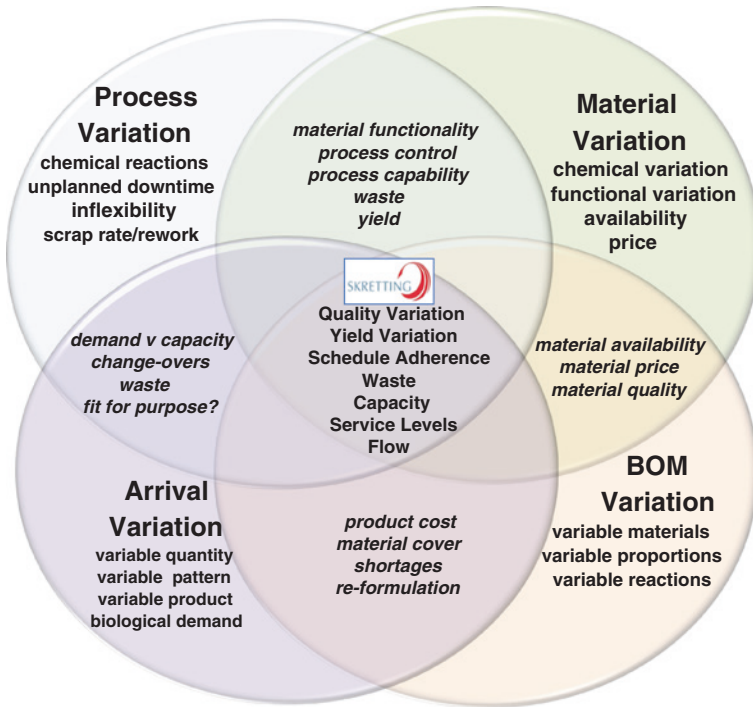 Process
Variation
chemical reactions
unplanned downtime
inflexibility
scrap rate/rework
material functionality
process control
process capability
waste
yield
Material
Variation
chemical variation
functional variation
availability
price
SKRETTING
Quality Variation
Yield Variation
Schedule Adherence
Waste
Capacity
Service Levels
Flow
demand v capacity
change-overs
waste
fit for purpose?
material availability
material price
material quality
Arrival
Variation
variable quantity
variable pattern
variable product
biological demand
product cost
material cover
shortages
re-formulation
BOM
Variation
variable materials
variable proportions
variable reactions